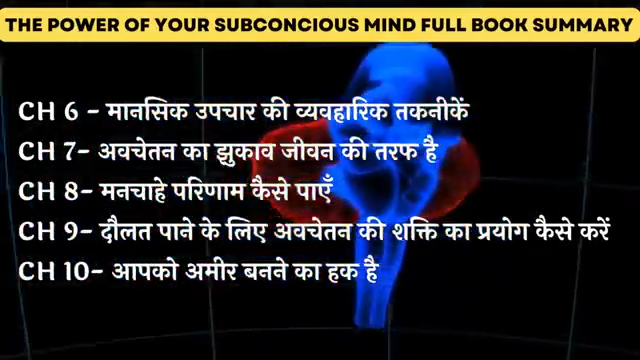 THE POWER OF YOUR SUBCONCIOUS MIND FULL BOOK SUMMARY
CH 6 - मानसिक उपचार की व्यवहारिक तकनीकें
CH 7- अवचेतन का झुकाव जीवन की तरफ है
CH 8- मनचाहे परिणाम कैसे पाएँ
CH 9- दौलत पाने के लिए अवचेतन की शक्ति का प्रयोग कैसे करें
CH 10- आपको अमीर बनने का हक है